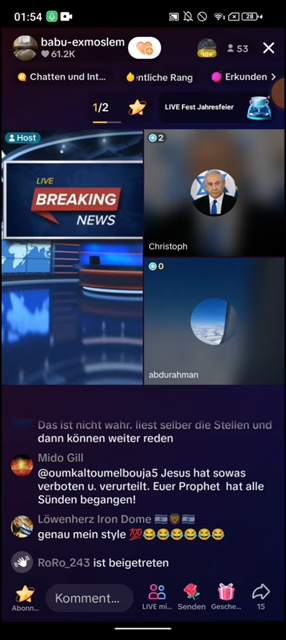 01:54
28
babu-exmoslem
61.2K
10x
53
Chatten und Int...
entliche Rang
Erkunden
1/2
LIVE Fest Jahresfeier
Host
2
LIVE
BREAKING
NEWS
Christoph
0
abdurahman
Das ist nicht wahr. liest selber die Stellen und
dann können weiter reden
Mido Gill
@oumkaltoumelbouja5 Jesus hat sowas
verboten u. verurteilt. Euer Prophet hat alle
Sünden begangen!
Löwenherz Iron Dome 🇮🇱🦁🇮🇱
genau mein style 💯😂😂😂😂😂😂
RoRo_243 ist beigetreten
Abonn...
Komment...
LIVE mi...
Senden
Gesche...
15